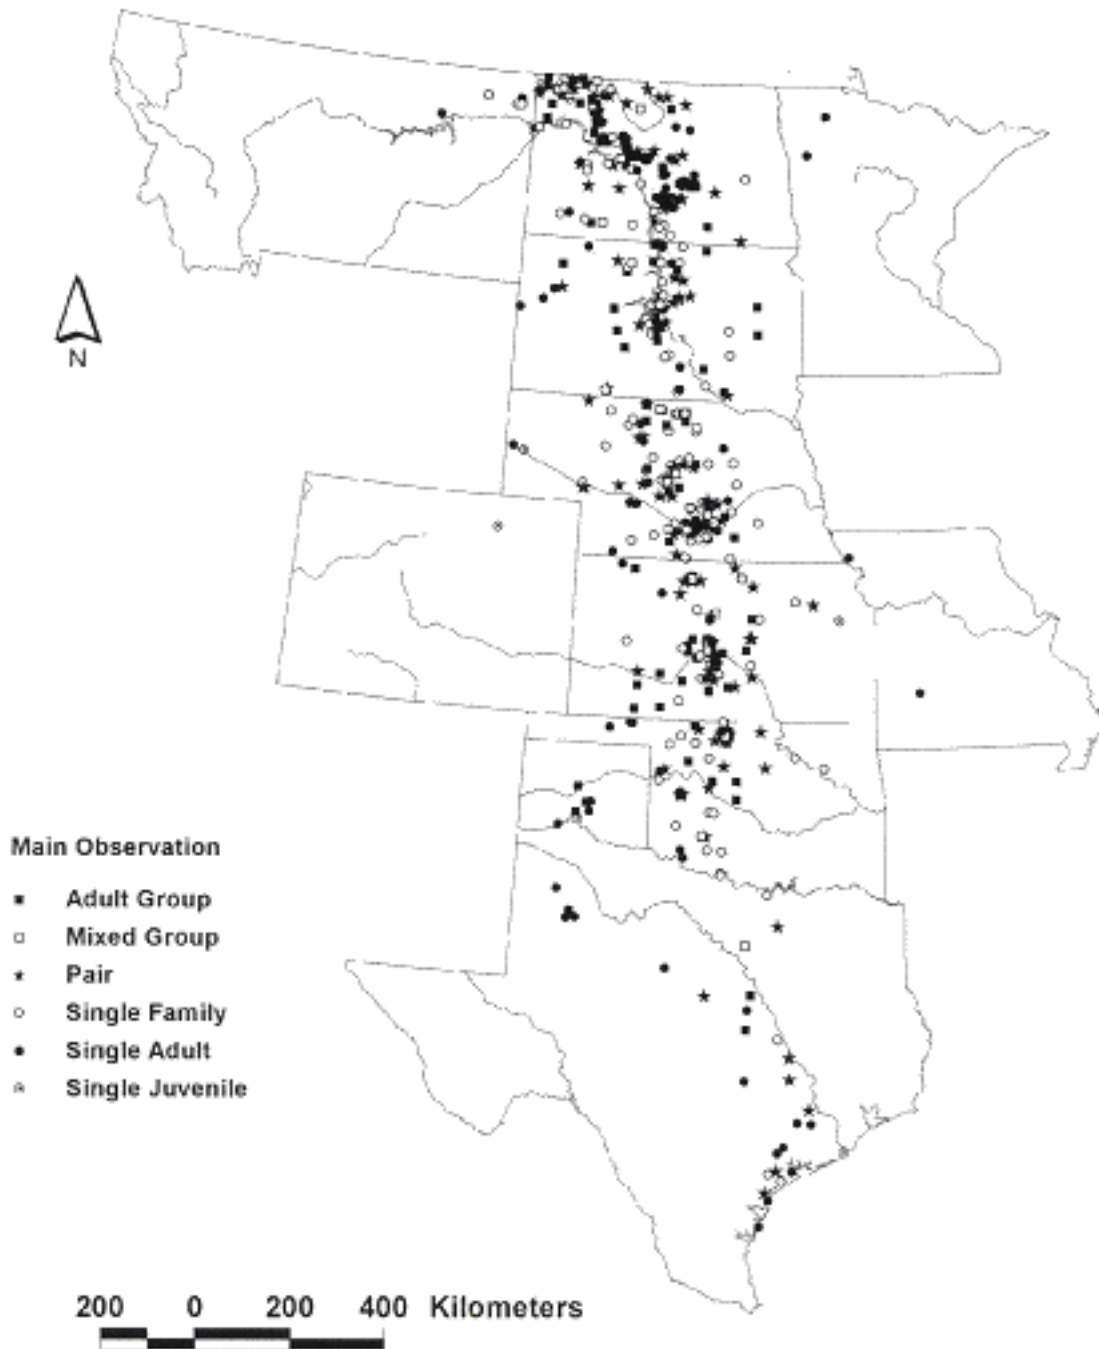 N
Main Observation
Adult Group
Mixed Group
Pair
Single Family
Single Adult
Single Juvenile
200 0 200 400 Kilometers